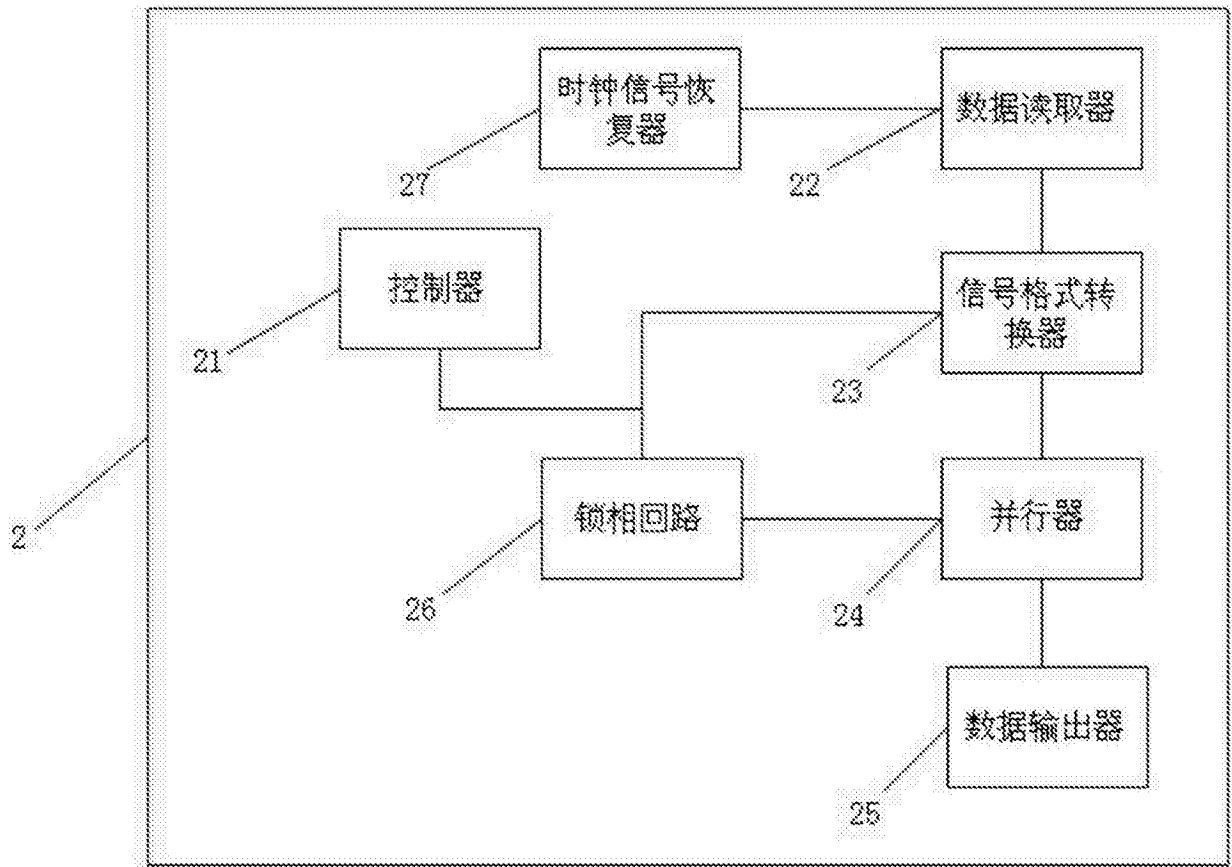 时钟信号恢
复器
数据读取器
27
22
控制器
信号格式转
换器
21
23
锁相回路
并行器
2
26
24
数据输出器
25